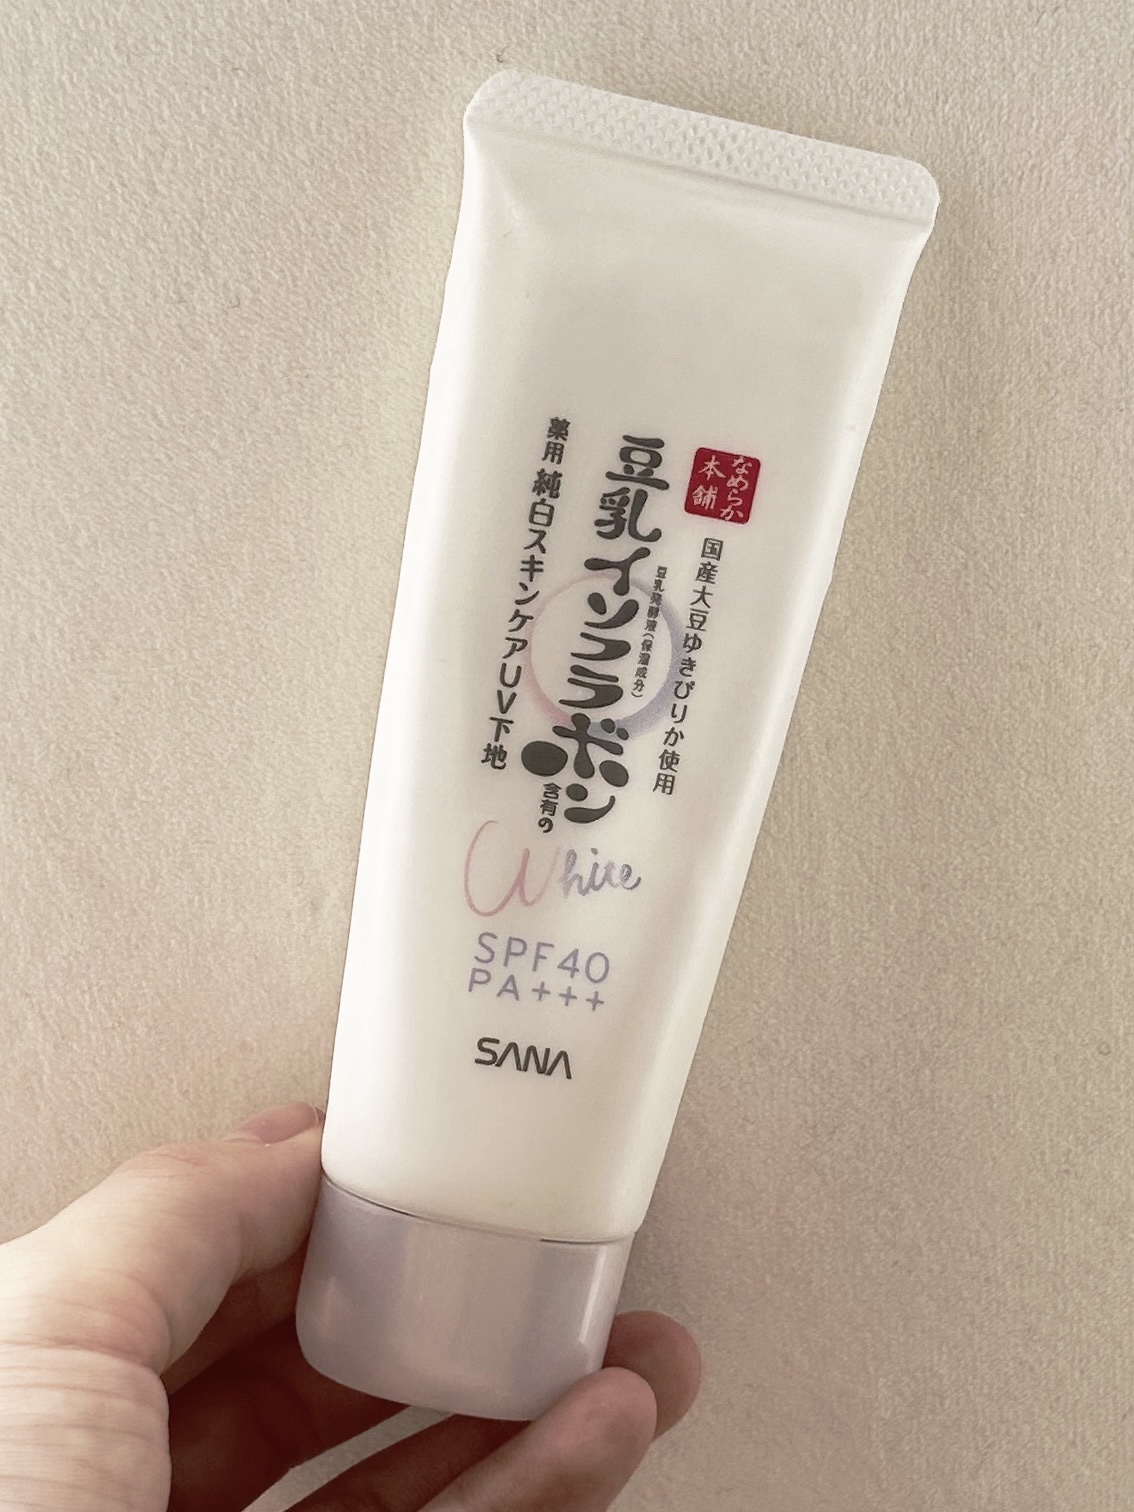 なめらか
本舗
国産大豆ゆきぴりか使用
豆乳発酵液(保湿成分)
豆乳イソフラボン
含有の
薬用 純白スキンケアUV下地
White
SPF40
PA+++
SANA